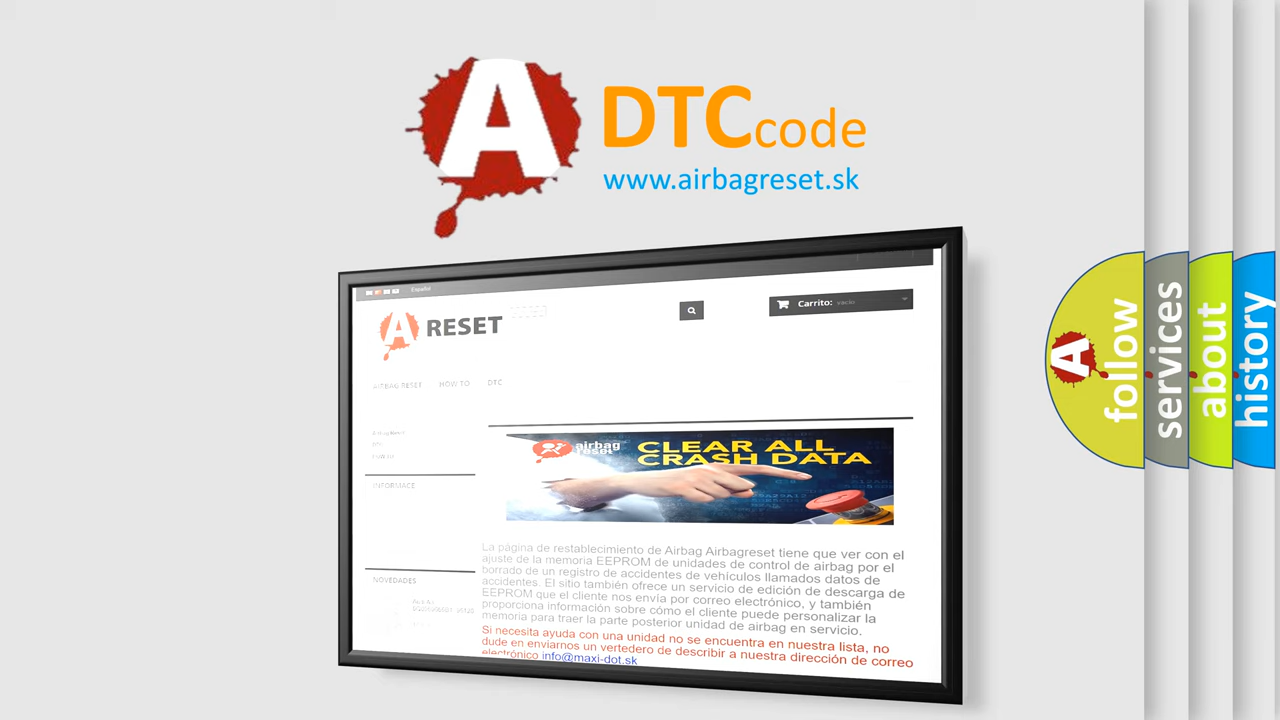 A DTCcode
www.airbagreset.sk
Español
A RESET
Carrito: vacío
AIRBAG RESET HOW TO DTC
INFORMACE
NOVEDADES
airbag
reset
CLEAR ALL
CRASH DATA
La página de restablecimiento de Airbag Airbagreset tiene que ver con el
ajuste de la memoria EEPROM de unidades de control de airbag por el
borrado de un registro de accidentes de vehículos llamados datos de
accidentes. El sitio también ofrece un servicio de edición de descarga de
EEPROM que el cliente nos envía por correo electrónico, y también
proporciona información sobre cómo el cliente puede personalizar la
memoria para traer la parte posterior unidad de airbag en servicio.
Si necesita ayuda con una unidad no se encuentra en nuestra lista, no
dude en enviarnos un vertedero de describir a nuestra dirección de correo
electrónico info@maxi-dot.sk
A follow
services
about
history